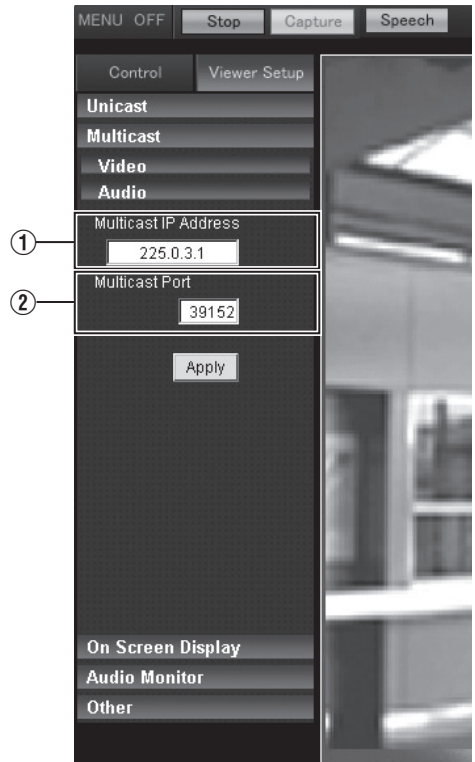 MENU OFF Stop Capture Speech
Control Viewer Setup
Unicast
Multicast
Video
Audio
Multicast IP Address
① 225.0.3.1
Multicast Port
② 39152
Apply
On Screen Display
Audio Monitor
Other